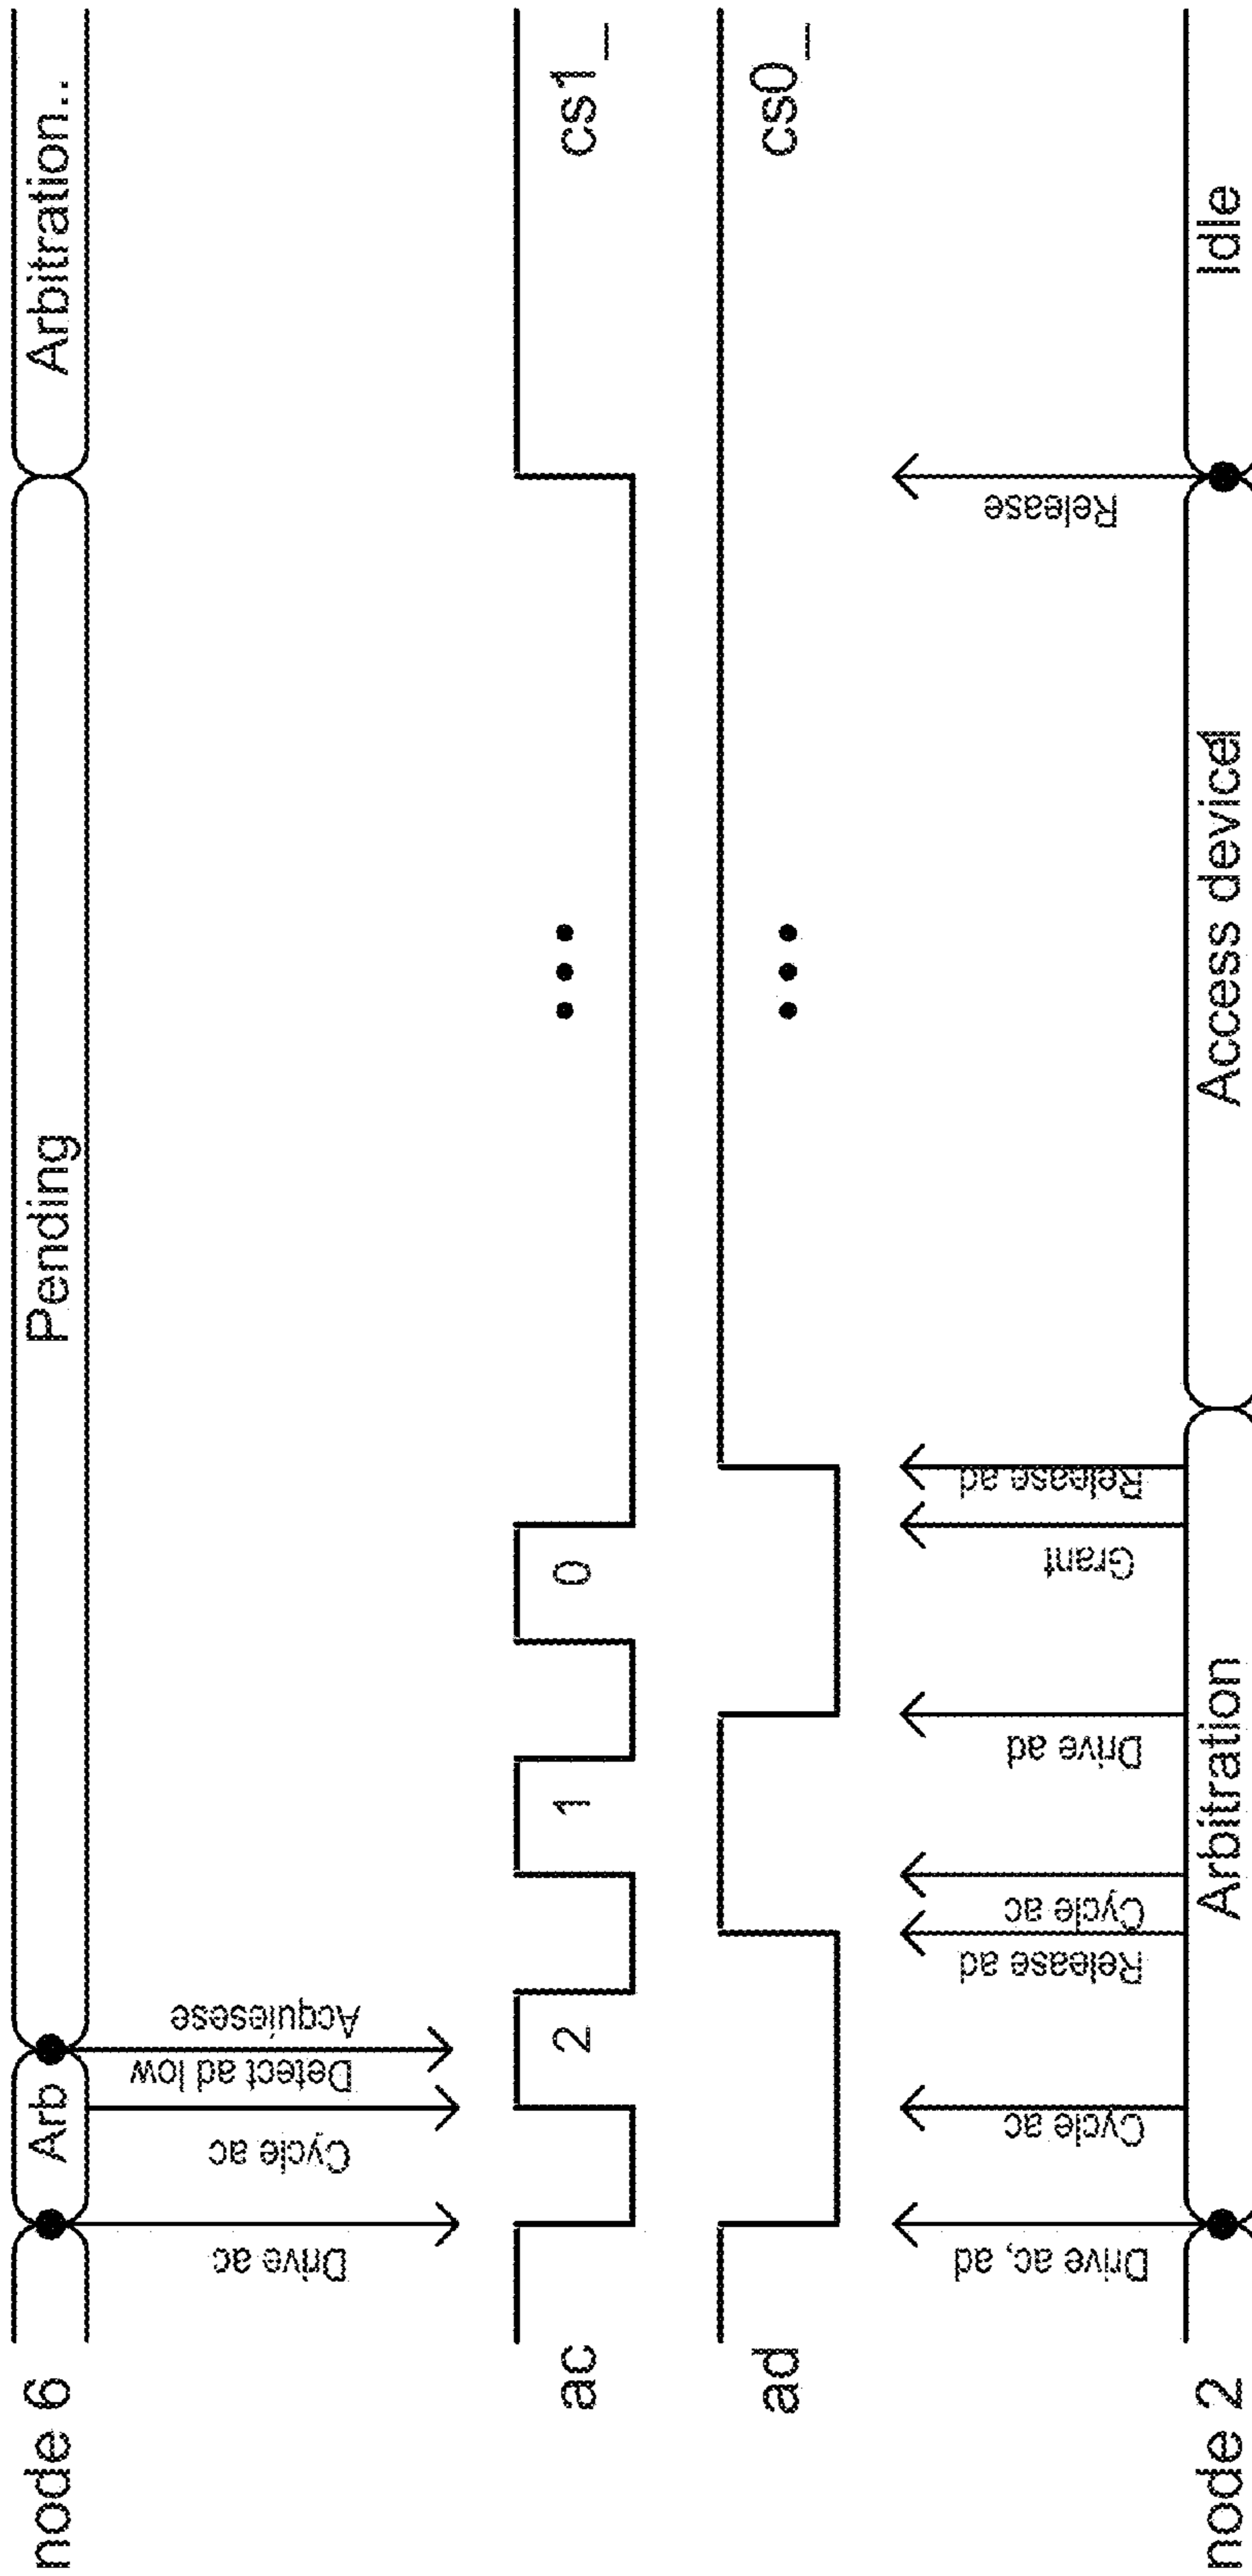 node 6
Arb
Pending
Arbitration..
Drive ac
Cycle ac
Detect ad low
Acquiesese
ac
2
1
0
cs1_
ad
cs0_
Drive ac, ad
Cycle ac
Release ad
Cycle ac
Drive ad
Grant
Release ad
Release
node 2
Arbitration
Access device
Idle